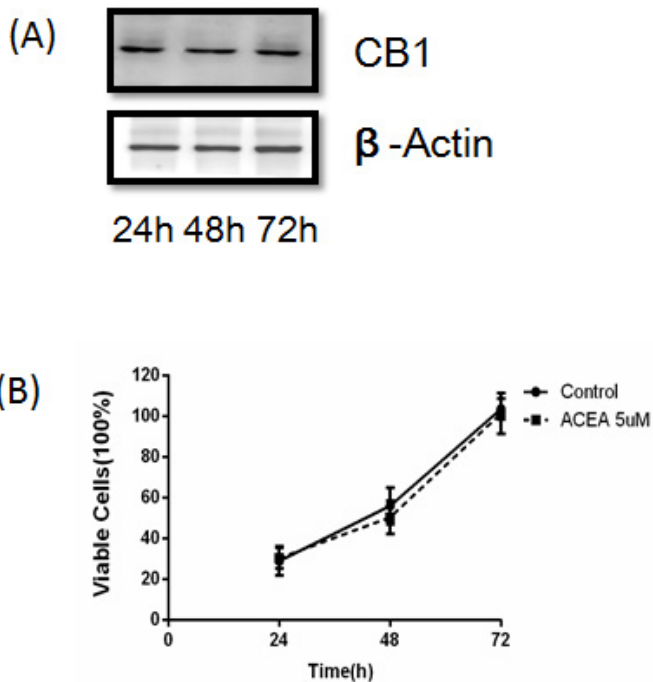 (A)
CB1
β -Actin
24h 48h 72h
(B)
120
100
80
60
40
20
0
Viable Cells(100%)
0 24 48 72
Time(h)
Control
ACEA 5uM